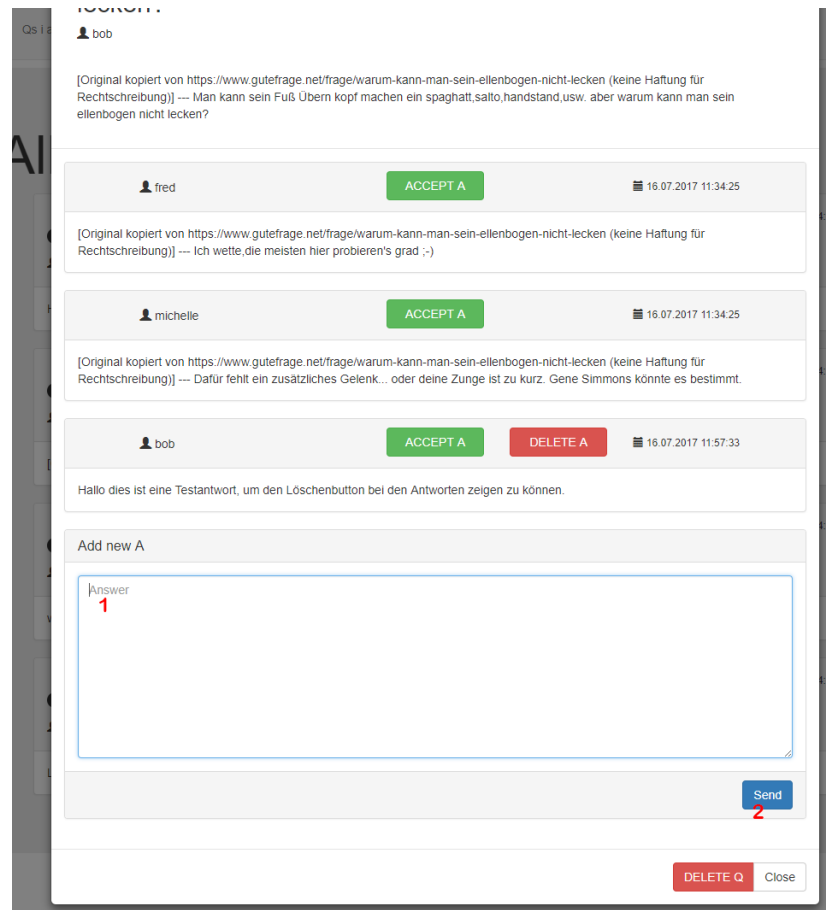 Qs i a
bob
[Original kopiert von https://www.gutefrage.net/frage/warum-kann-man-sein-ellenbogen-nicht-lecken (keine Haftung für
Rechtschreibung)] --- Man kann sein Fuß Übern kopf machen ein spaghatt,salto,handstand,usw. aber warum kann man sein
ellenbogen nicht lecken?
All
fred ACCEPT A 16.07.2017 11:34:25
[Original kopiert von https://www.gutefrage.net/frage/warum-kann-man-sein-ellenbogen-nicht-lecken (keine Haftung für
Rechtschreibung)] --- Ich wette,die meisten hier probieren's grad ;-)
michelle ACCEPT A 16.07.2017 11:34:25
[Original kopiert von https://www.gutefrage.net/frage/warum-kann-man-sein-ellenbogen-nicht-lecken (keine Haftung für
Rechtschreibung)] --- Dafür fehlt ein zusätzliches Gelenk... oder deine Zunge ist zu kurz. Gene Simmons könnte es bestimmt.
bob ACCEPT A DELETE A 16.07.2017 11:57:33
Hallo dies ist eine Testantwort, um den Löschenbutton bei den Antworten zeigen zu können.
Add new A
Answer
1
Send
2
DELETE Q Close